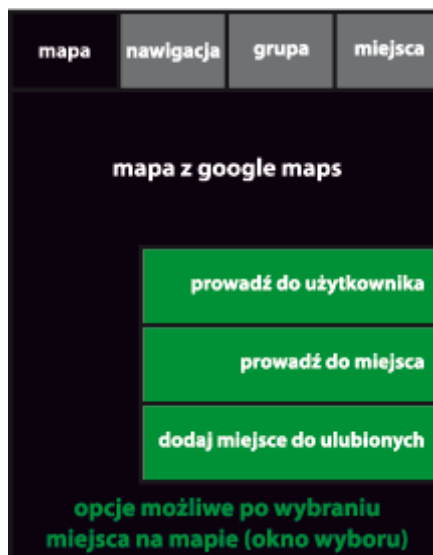 mapa nawigacja grupa miejsca
mapa z google maps
prowadź do użytkownika
prowadź do miejsca
dodaj miejsce do ulubionych
opcje możliwe po wybraniu
miejsca na mapie (okno wyboru)